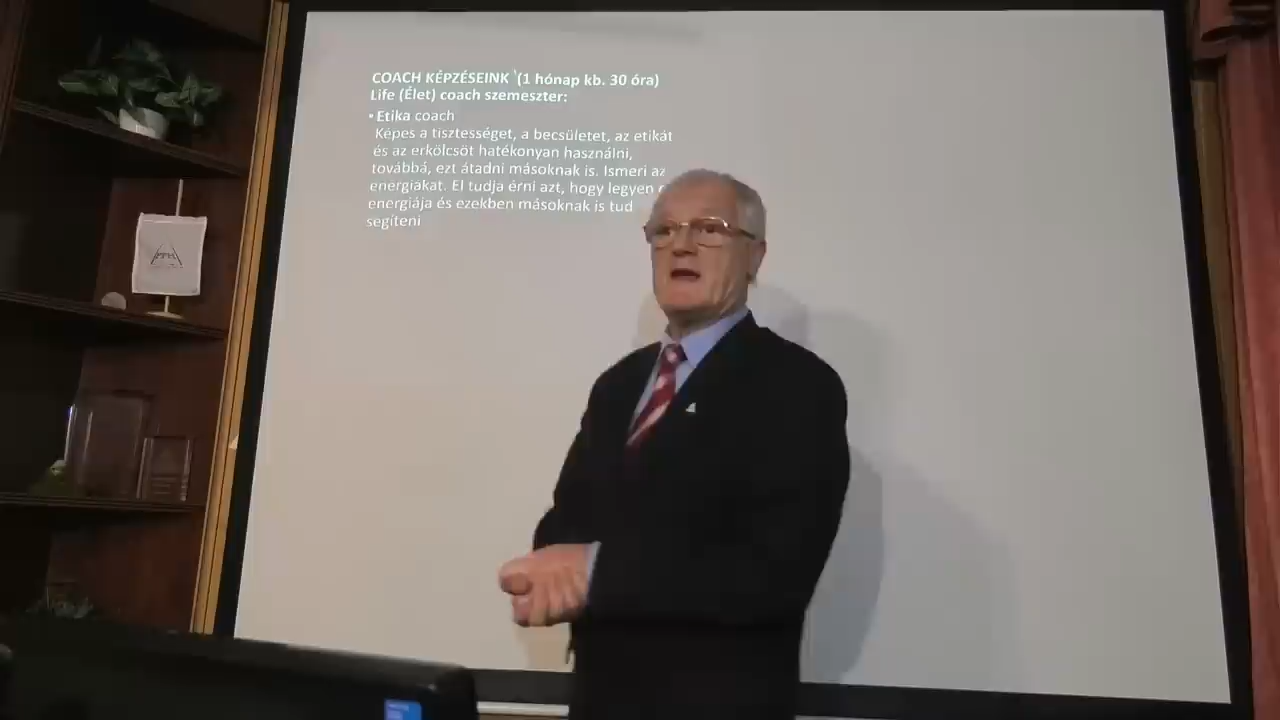 COACH KÉPZÉSEINK (1 hónap kb. 30 óra)
Life (Élet) coach szemeszter:
• Etika coach
Képes a tisztességet, a becsületet, az etikát
és az erkölcsöt hatékonyan használni,
továbbá, ezt átadni másoknak is. Ismeri az
energiákat. El tudja érni azt, hogy legyen
energiája és ezekben másoknak is tud
segíteni